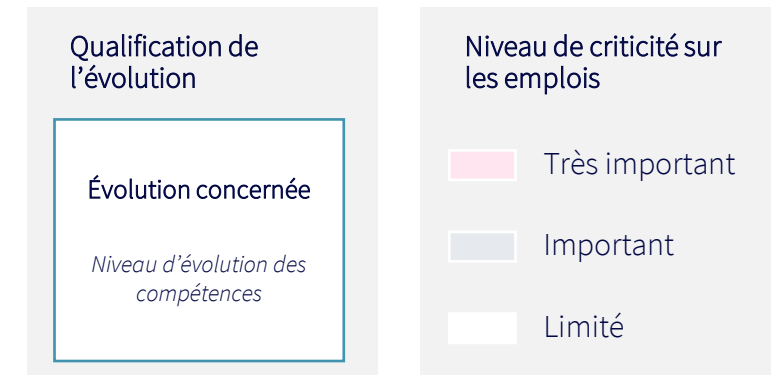 Qualification de
l’évolution
Évolution concernée
Niveau d’évolution des
compétences
Niveau de criticité sur
les emplois
Très important
Important
Limité